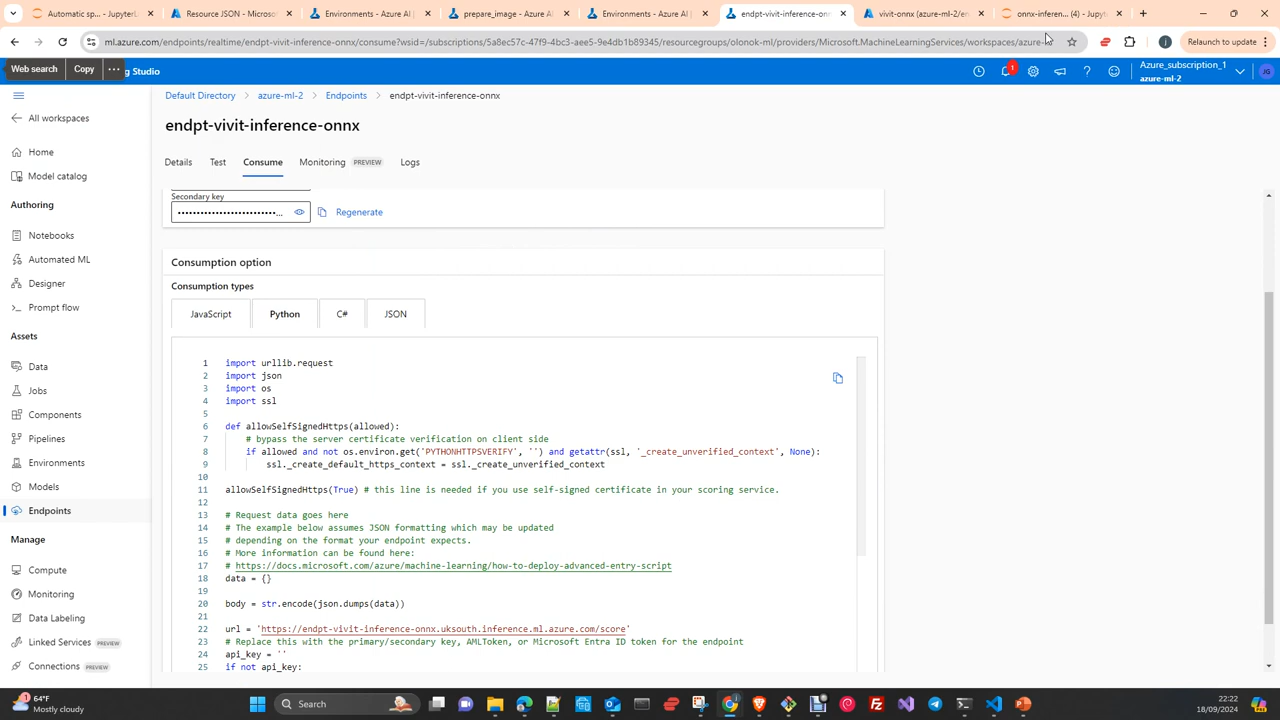 Automatic sp... - JupyterL
Resource JSON - Microso
Environments - Azure AI |
prepare_image - Azure AI
Environments - Azure AI |
endpt-vivit-inference-onn
vivit-onnx (azure-ml-2/en
onnx-inferen... (4) - Jupyte
ml.azure.com/endpoints/realtime/endpt-vivit-inference-onnx/consume?wsid=/subscriptions/5a8ec57c-47f9-4bc3-aee5-9e4db1b89345/resourcegroups/olonok-ml/providers/Microsoft.MachineLearningServices/workspaces/azure-
Relaunch to update
Web search
Copy
g Studio
1
Azure_subscription_1
azure-ml-2
JG
Default Directory > azure-ml-2 > Endpoints > endpt-vivit-inference-onnx
All workspaces
endpt-vivit-inference-onnx
Home
Model catalog
Details Test Consume Monitoring PREVIEW Logs
Authoring
Notebooks
Automated ML
Designer
Prompt flow
Assets
Data
Jobs
Components
Pipelines
Environments
Models
Endpoints
Manage
Compute
Monitoring
Data Labeling
Linked Services PREVIEW
Connections PREVIEW
Secondary key
Regenerate
Consumption option
Consumption types
JavaScript
Python
C#
JSON
1 import urllib.request
2 import json
3 import os
4 import ssl
5
6 def allowSelfSignedHttps(allowed):
7 # bypass the server certificate verification on client side
8 if allowed and not os.environ.get('PYTHONHTTPSVERIFY', '') and getattr(ssl, '_create_unverified_context', None):
9 ssl._create_default_https_context = ssl._create_unverified_context
10
11 allowSelfSignedHttps(True) # this line is needed if you use self-signed certificate in your scoring service.
12
13 # Request data goes here
14 # The example below assumes JSON formatting which may be updated
15 # depending on the format your endpoint expects.
16 # More information can be found here:
17 # https://docs.microsoft.com/azure/machine-learning/how-to-deploy-advanced-entry-script
18 data = {}
19
20 body = str.encode(json.dumps(data))
21
22 url = 'https://endpt-vivit-inference-onnx.uksouth.inference.ml.azure.com/score'
23 # Replace this with the primary/secondary key, AMLToken, or Microsoft Entra ID token for the endpoint
24 api_key = ''
25 if not api_key:
64°F
Mostly cloudy
Search
22:22
18/09/2024